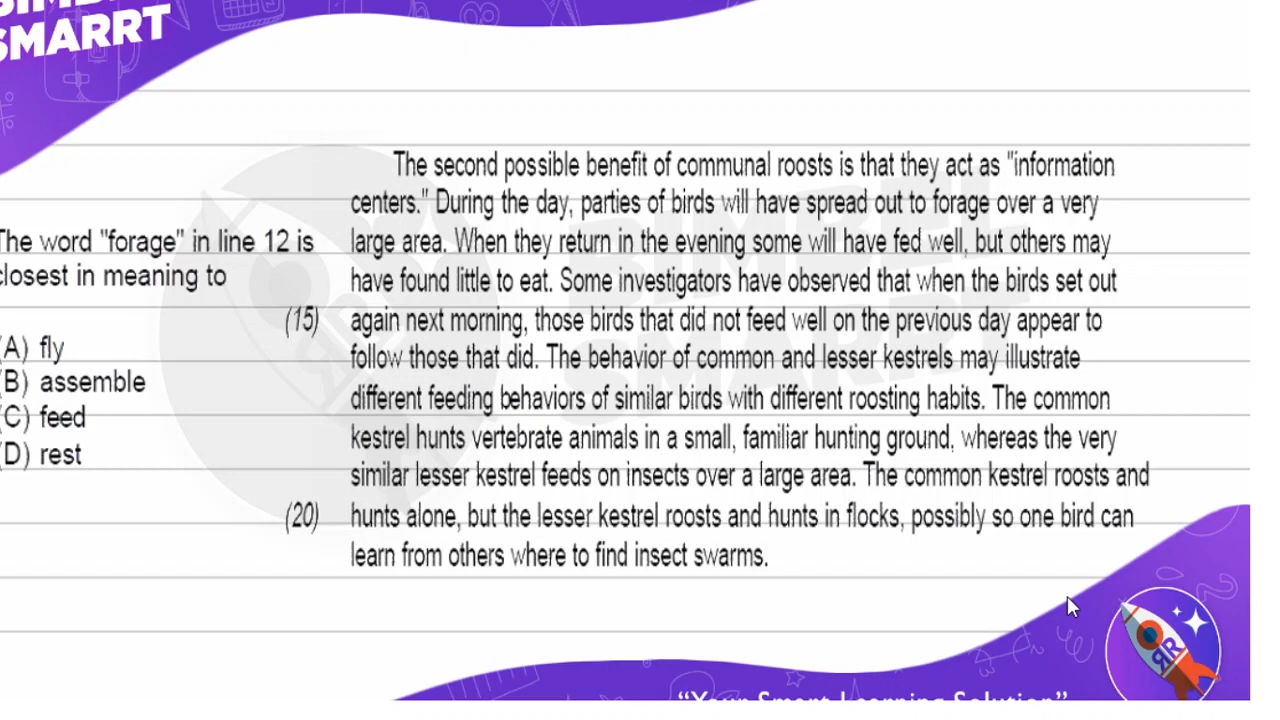 SMARRT
The word "forage" in line 12 is
closest in meaning to
(A) fly
(B) assemble
(C) feed
(D) rest
The second possible benefit of communal roosts is that they act as "information
centers." During the day, parties of birds will have spread out to forage over a very
large area. When they return in the evening some will have fed well, but others may
have found little to eat. Some investigators have observed that when the birds set out
(15) again next morning, those birds that did not feed well on the previous day appear to
follow those that did. The behavior of common and lesser kestrels may illustrate
different feeding behaviors of similar birds with different roosting habits. The common
kestrel hunts vertebrate animals in a small, familiar hunting ground, whereas the very
similar lesser kestrel feeds on insects over a large area. The common kestrel roosts and
(20) hunts alone, but the lesser kestrel roosts and hunts in flocks, possibly so one bird can
learn from others where to find insect swarms.
"Your Smart Learning Solution"